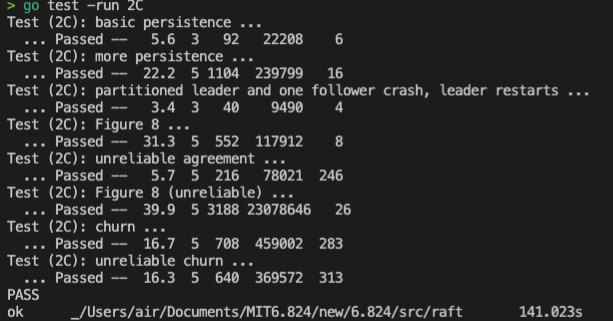 > go test -run 2C
Test (2C): basic persistence ...
... Passed -- 5.6 3 92 22208 6
Test (2C): more persistence ...
... Passed -- 22.2 5 1104 239799 16
Test (2C): partitioned leader and one follower crash, leader restarts ...
... Passed -- 3.4 3 40 9490 4
Test (2C): Figure 8 ...
... Passed -- 31.3 5 552 117912 8
Test (2C): unreliable agreement ...
... Passed -- 5.7 5 216 78021 246
Test (2C): Figure 8 (unreliable) ...
... Passed -- 39.9 5 3188 23078646 26
Test (2C): churn ...
... Passed -- 16.7 5 708 459002 283
Test (2C): unreliable churn ...
... Passed -- 16.3 5 640 369572 313
PASS
ok _/Users/air/Documents/MIT6.824/new/6.824/src/raft 141.023s